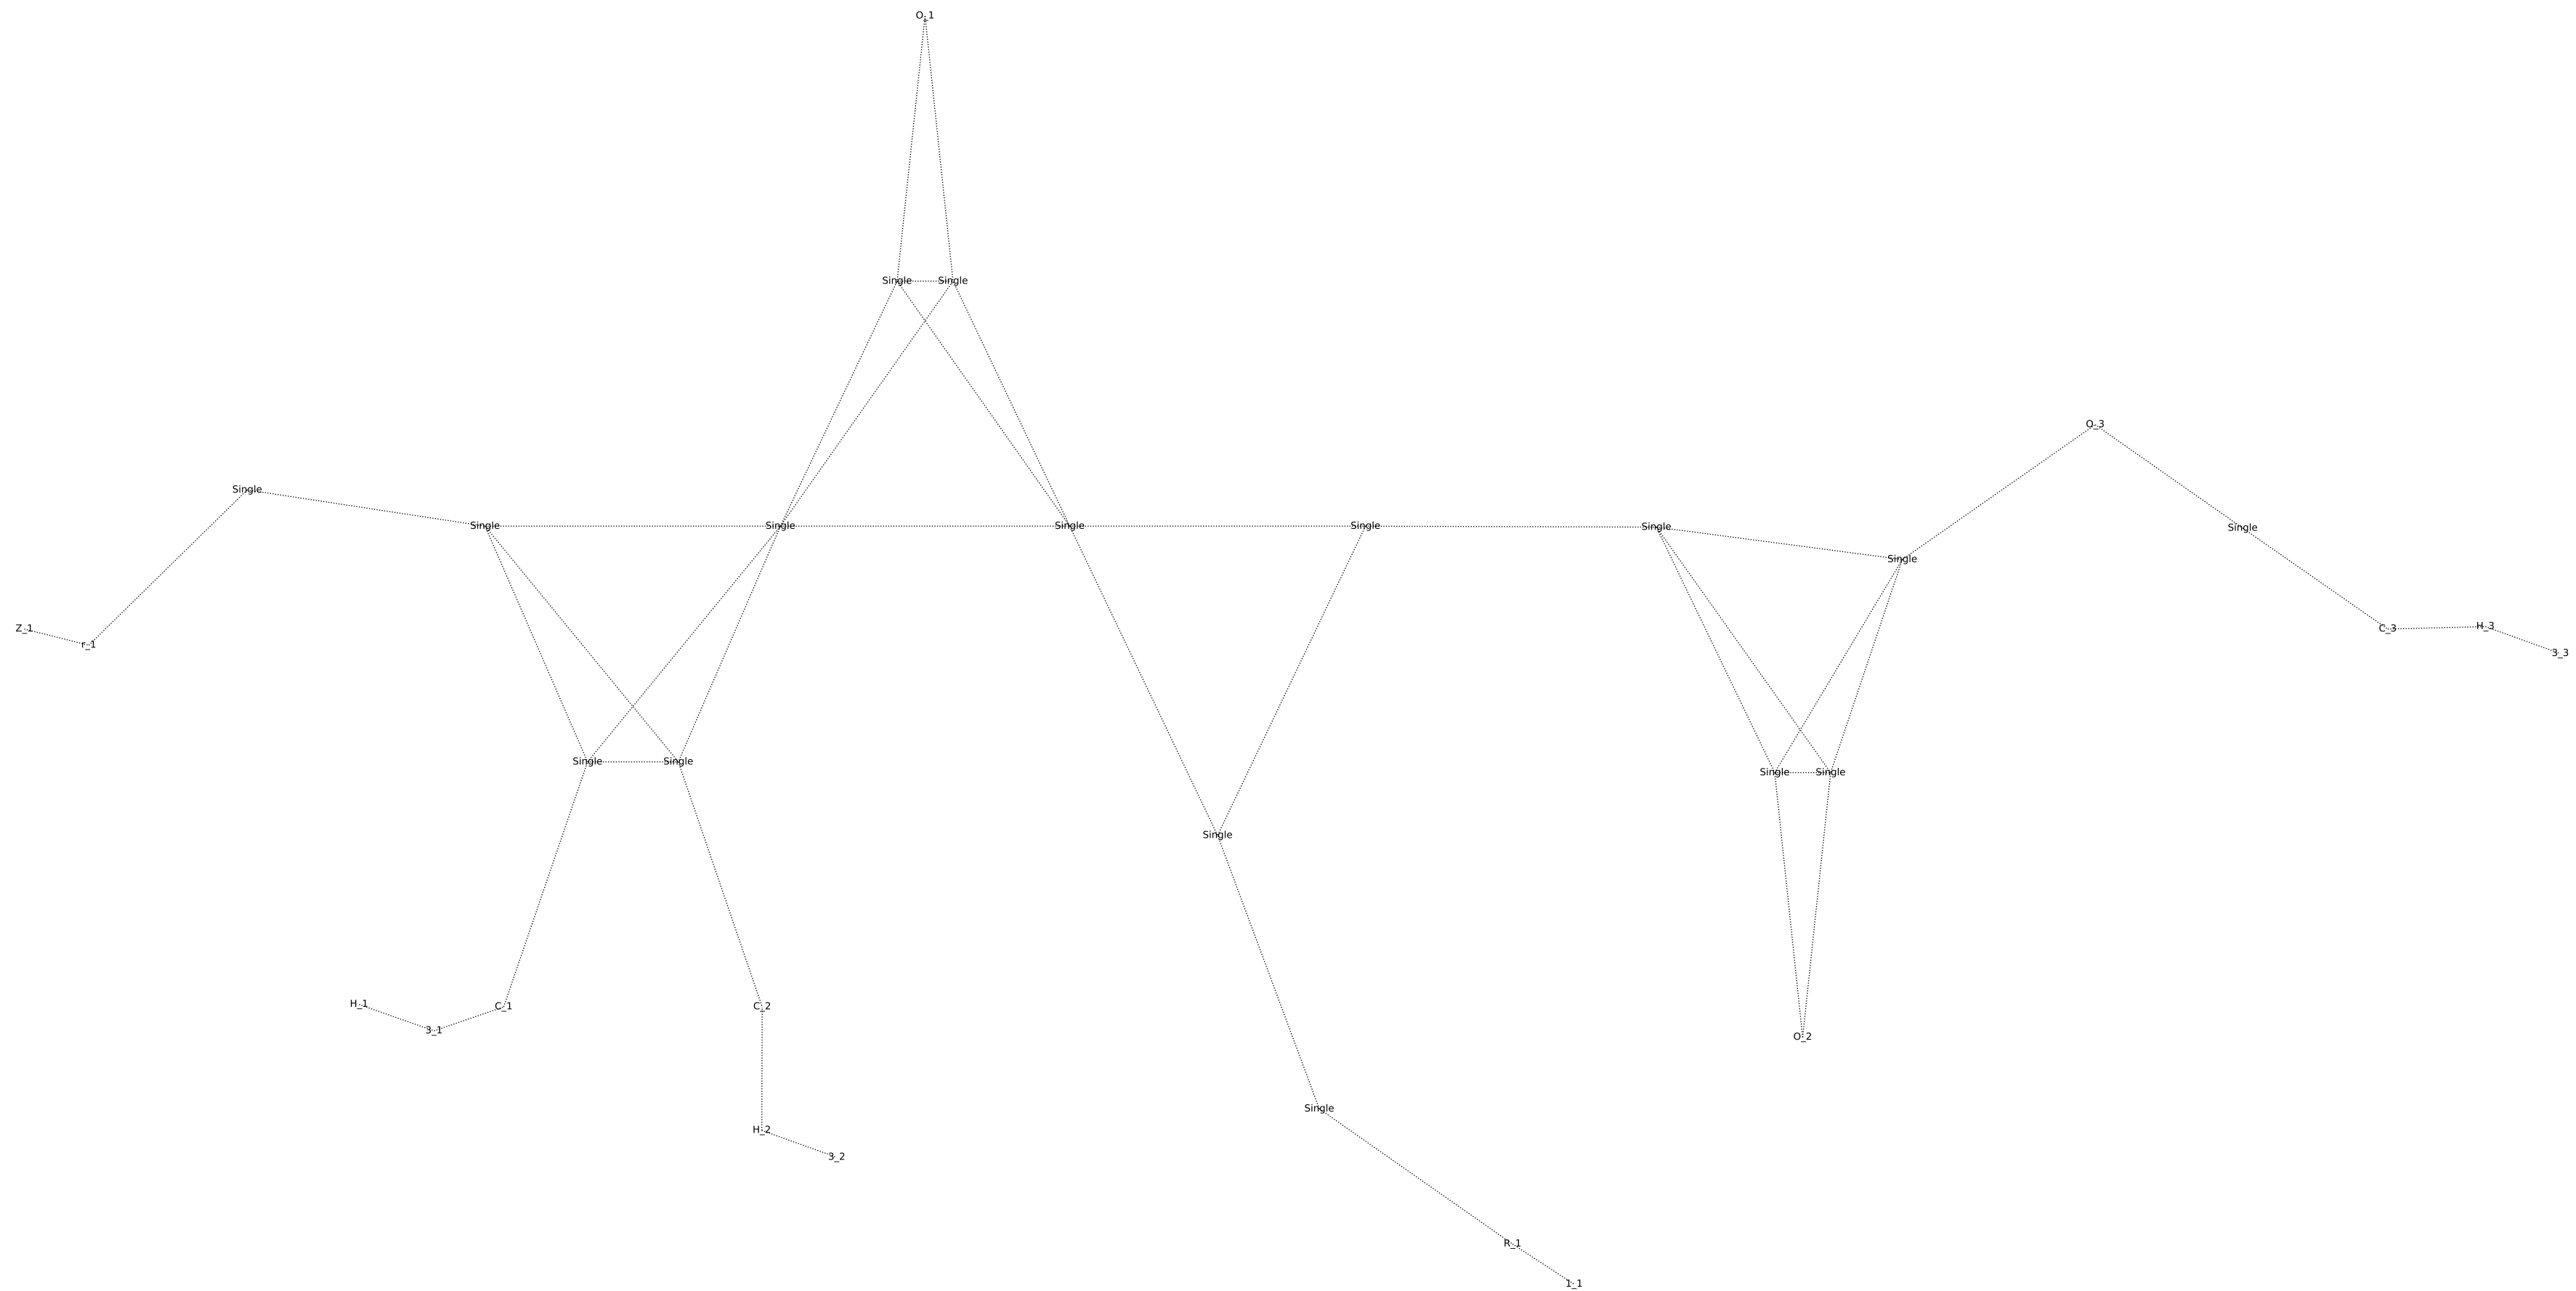 O_1
Single Single
O_3
Single
Single Single Single Single Single Single
Single
Z_1 C_3 H_3
r_1 3_3
Single Single
Single Single
Single
H_1 C_1 C_2
3_1 O_2
Single
H_2
3_2
R_1
1_1